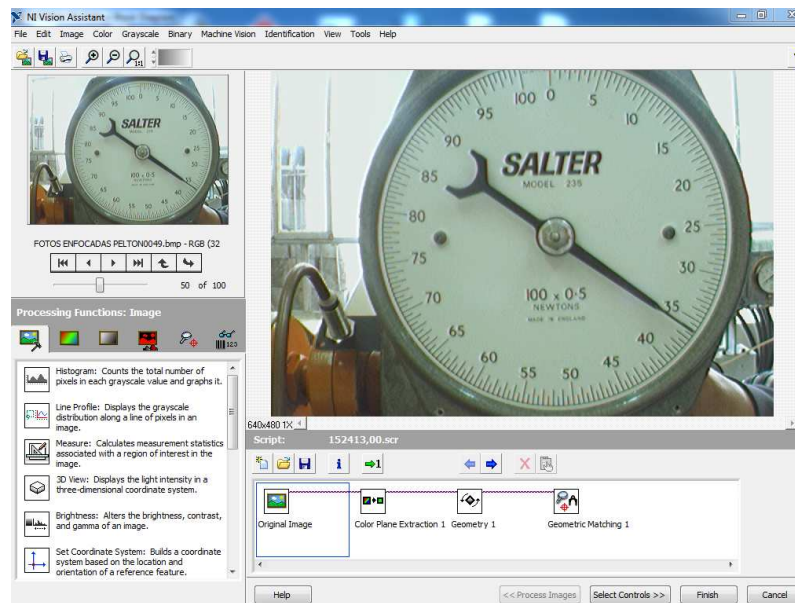 NI Vision Assistant
File Edit Image Color Grayscale Binary Machine Vision Identification View Tools Help
1:1
100 0 5
95 10
90 15
SALTER
MODEL 235
85 20
80 25
75 30
100 x 0·5
NEWTONS
MADE IN ENGLAND
70 35
65 40
60 55 50 45
FOTOS ENFOCADAS PELTON0049.bmp - RGB (32
50 of 100
Processing Functions: Image
123
Histogram: Counts the total number of
pixels in each grayscale value and graphs it.
Line Profile: Displays the grayscale
distribution along a line of pixels in an
image.
Measure: Calculates measurement statistics
associated with a region of interest in the
image.
3D View: Displays the light intensity in a
three-dimensional coordinate system.
Brightness: Alters the brightness, contrast,
and gamma of an image.
Set Coordinate System: Builds a coordinate
system based on the location and
orientation of a reference feature.
640x480 1X
Script: 152413,00.scr
1
Original Image Color Plane Extraction 1 Geometry 1 Geometric Matching 1
Help << Process Images Select Controls >> Finish Cancel